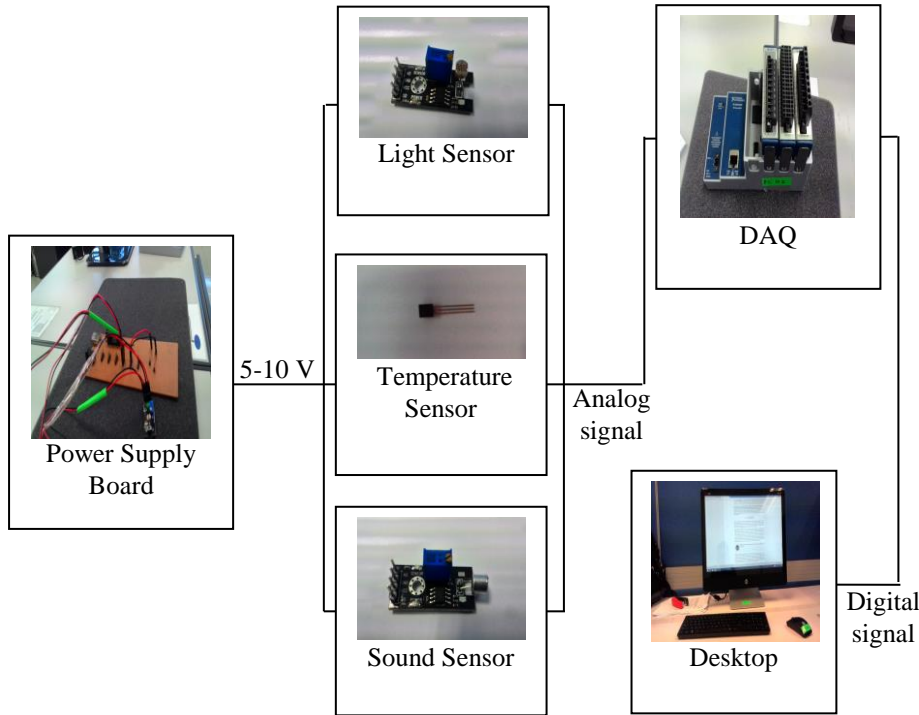 Light Sensor
DAQ
5-10 V
Temperature
Sensor
Analog
signal
Power Supply
Board
Sound Sensor
Desktop
Digital
signal